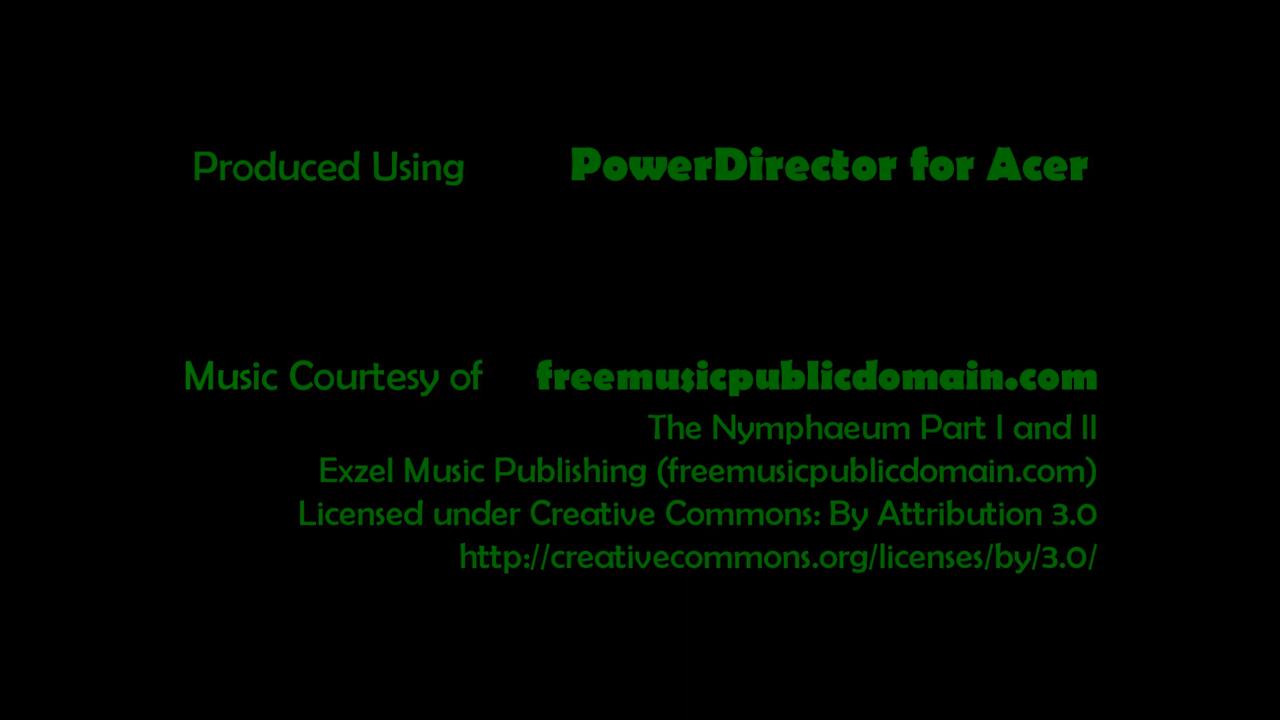 Produced Using PowerDirector for Acer
Music Courtesy of freemusicpublicdomain.com
The Nymphaeum Part I and II
Exzel Music Publishing (freemusicpublicdomain.com)
Licensed under Creative Commons: By Attribution 3.0
http://creativecommons.org/licenses/by/3.0/